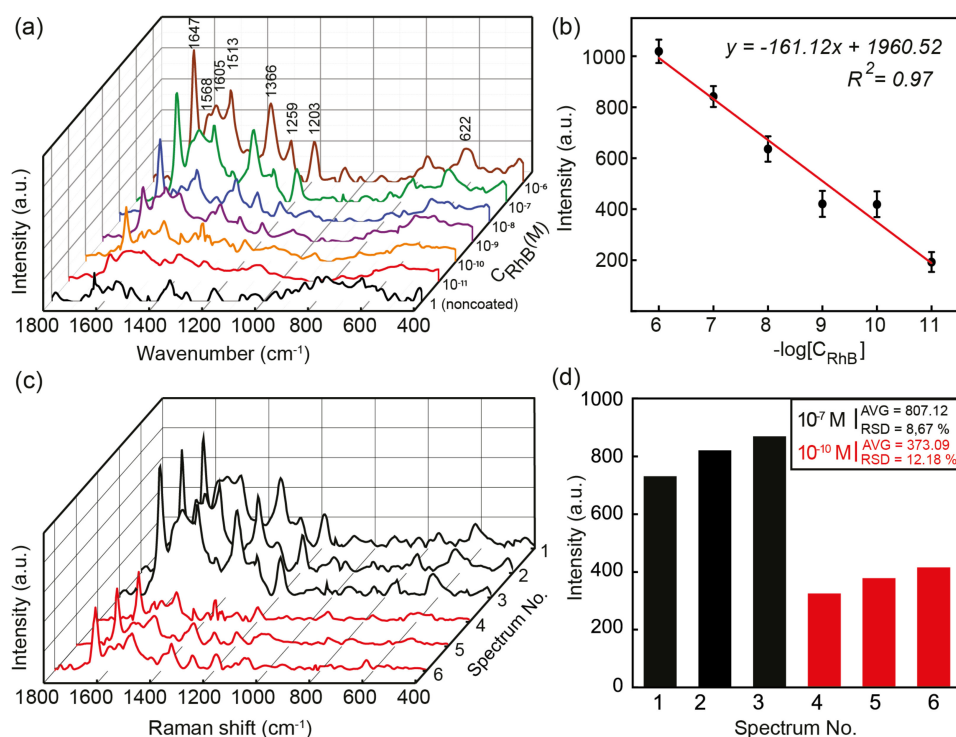 (a)
1647
1568
1605
1513
1366
1259
1203
622
Intensity (a.u.)
10-6
10-7
10-8
10-9
10-10
10-11
1 (noncoated)
CRhB(M)
1800 1600 1400 1200 1000 800 600 400
Wavenumber (cm-1)
(b)
y = -161.12x + 1960.52
R2= 0.97
Intensity (a.u.)
1000
800
600
400
200
6 7 8 9 10 11
-log[CRhB]
(c)
Intensity (a.u.)
1
2
3
4
5
6
Spectrum No.
1800 1600 1400 1200 1000 800 600 400
Raman shift (cm-1)
(d)
10-7 M
AVG = 807.12
RSD = 8,67 %
10-10 M
AVG = 373.09
RSD = 12.18 %
Intensity (a.u.)
1000
800
600
400
200
0
1 2 3 4 5 6
Spectrum No.